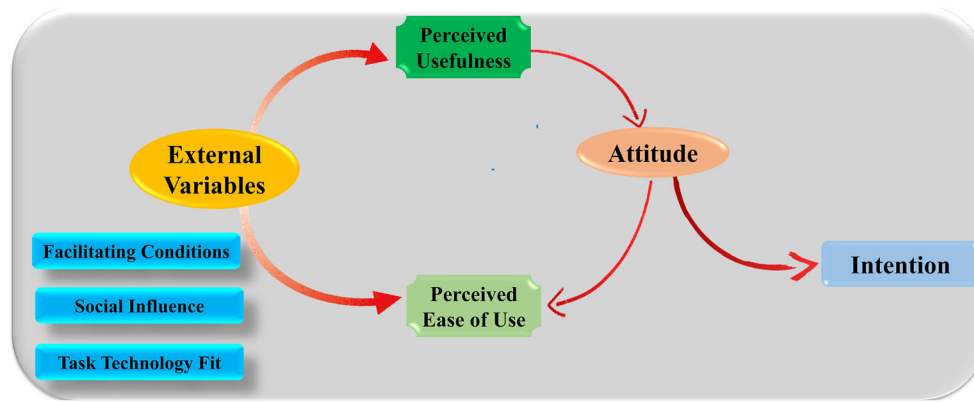 Perceived
Usefulness
External
Variables
Attitude
Facilitating Conditions
Intention
Social Influence
Perceived
Ease of Use
Task Technology Fit